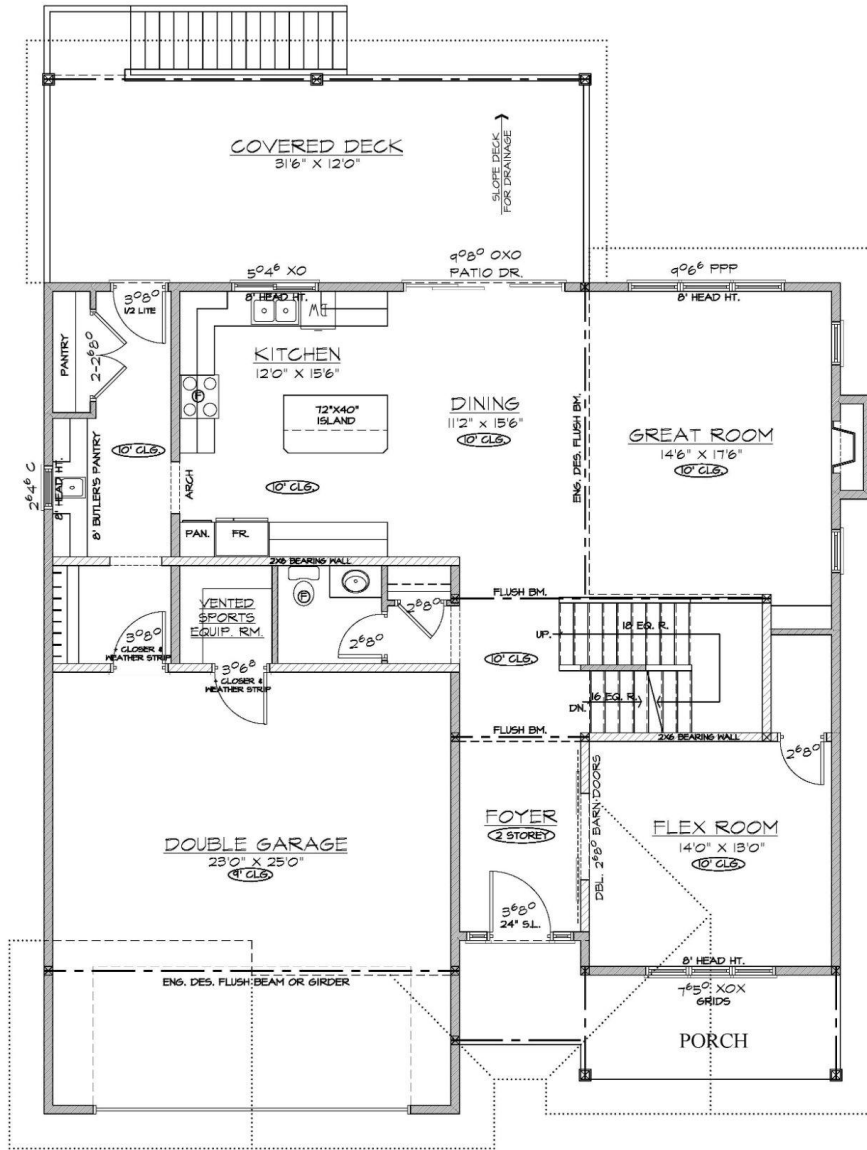 COVERED DECK
31'6" X 12'0"
SLOPE DECK
FOR DRAINAGE
5⁰4⁶ XO
8' HEAD HT.
9⁰8⁰ OXO
PATIO DR.
9⁰6⁶ PPP
8' HEAD HT.
3⁰8⁰
1/2 LITE
PANTRY
2-2⁶8⁰
DW
KITCHEN
12'0" X 15'6"
F
72"X40"
ISLAND
DINING
11'2" X 15'6"
10' CLG.
ENG. DES. FLUSH BM.
GREAT ROOM
14'6" X 17'6"
10' CLG.
10' CLG.
2⁶4⁶ C
8' HEAD HT.
8' BUTLER'S PANTRY
ARCH
10' CLG.
PAN.
FR.
2X6 BEARING WALL
VENTED
SPORTS
EQUIP. RM.
F
3⁰8⁰
+ CLOSER &
WEATHER STRIP
3⁰6⁸
+ CLOSER &
WEATHER STRIP
2⁶8⁰
2⁸8⁰
FLUSH BM.
UP.
18 EQ. R.
10' CLG.
DN.
16 EQ. R.
FLUSH BM.
2X6 BEARING WALL
2⁶8⁰
FOYER
2 STOREY
DBL. 2⁶8⁰ BARN DOORS
FLEX ROOM
14'0" X 13'0"
10' CLG.
DOUBLE GARAGE
23'0" X 25'0"
9' CLG.
3⁶8⁰
24" S.L.
8' HEAD HT.
7⁶5⁰ XOX
GRIDS
ENG. DES. FLUSH BEAM OR GIRDER
PORCH